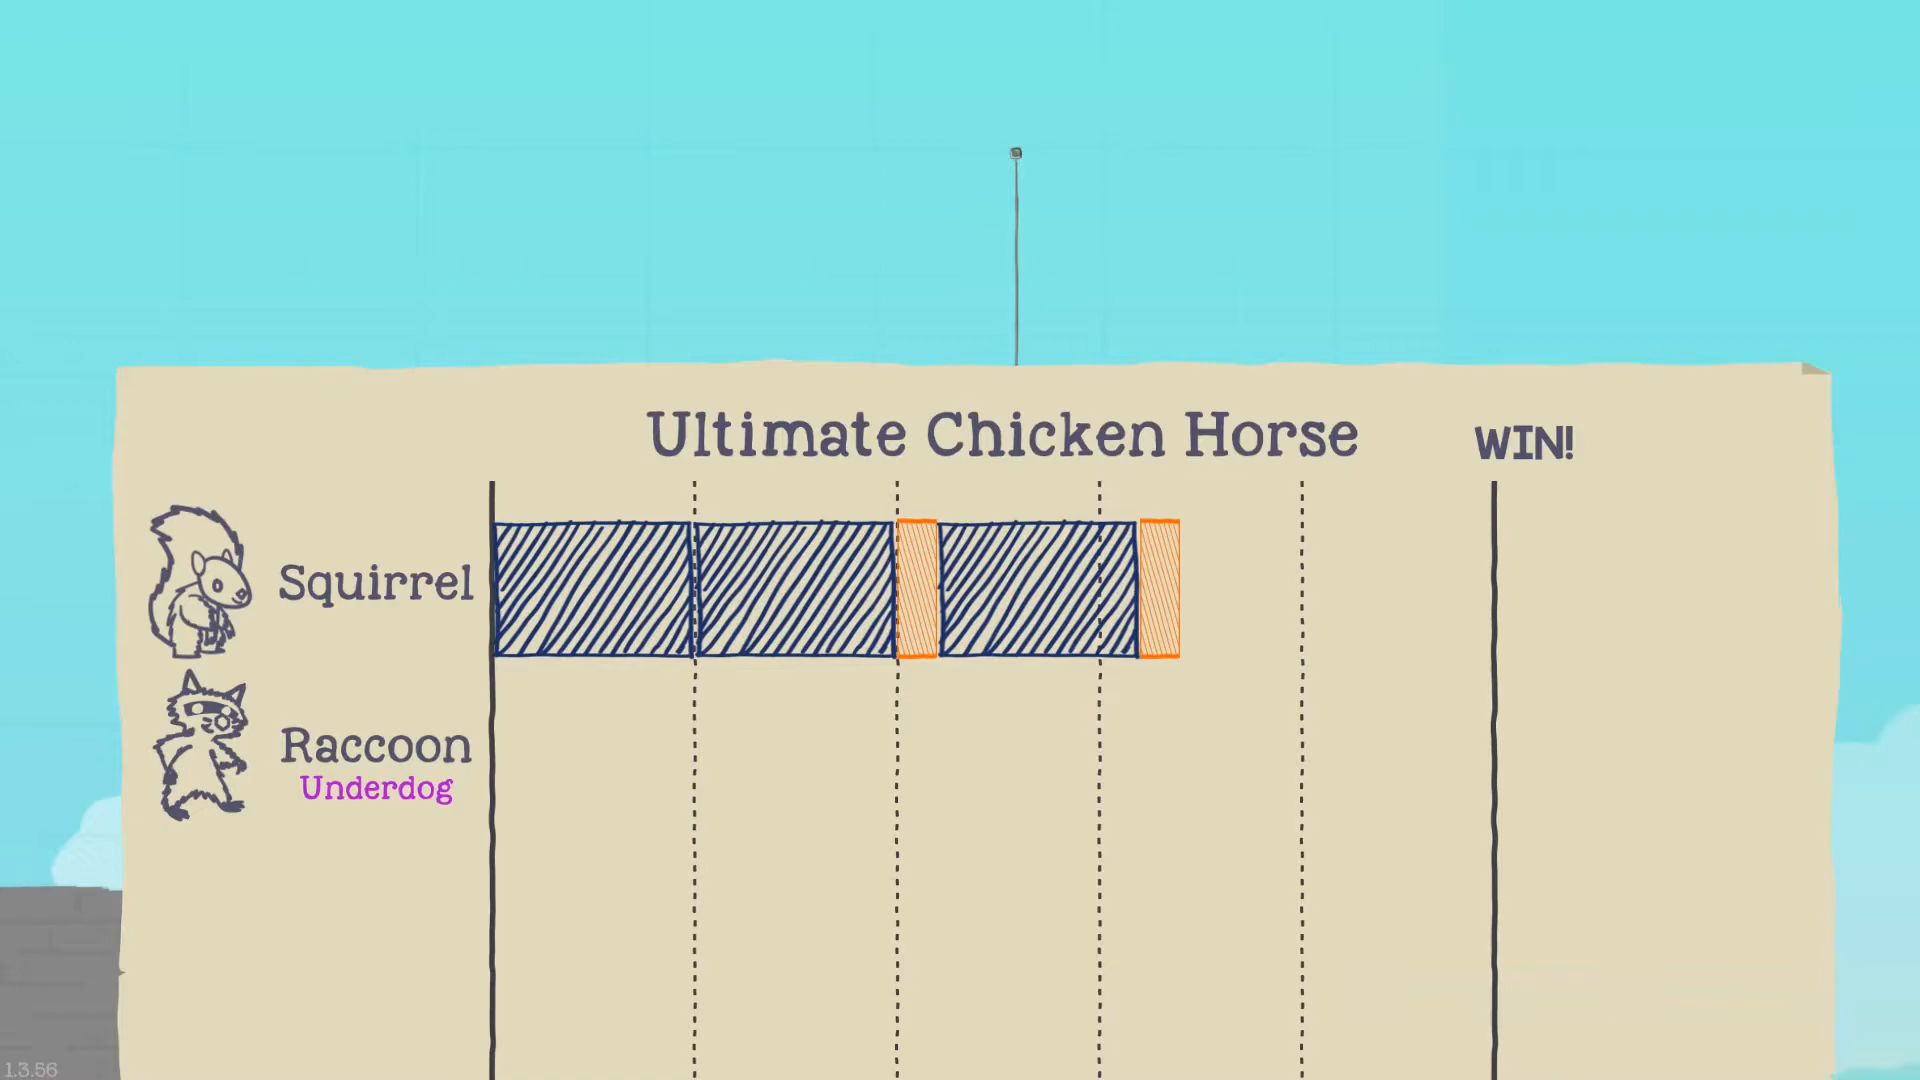 Ultimate Chicken Horse
WIN!
Squirrel
Raccoon
Underdog
1.3.56